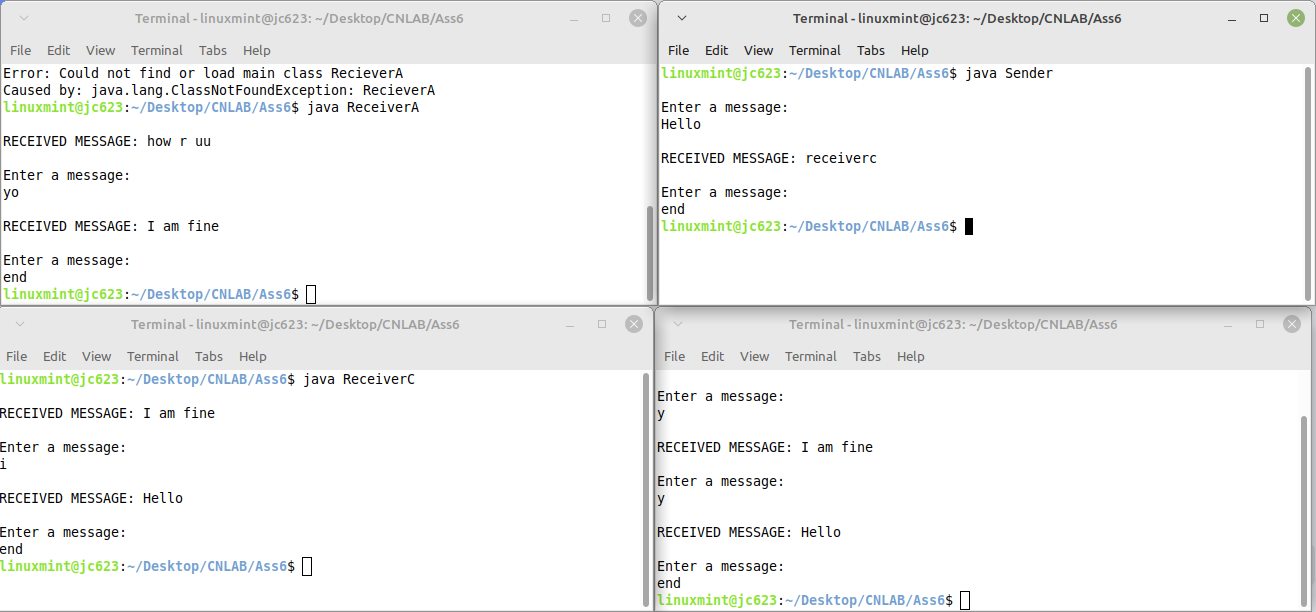 Terminal - linuxmint@jc623: ~/Desktop/CNLAB/Ass6
File Edit View Terminal Tabs Help
Error: Could not find or load main class RecieverA
Caused by: java.lang.ClassNotFoundException: RecieverA
linuxmint@jc623:~/Desktop/CNLAB/Ass6$ java ReceiverA
RECEIVED MESSAGE: how r uu
Enter a message:
yo
RECEIVED MESSAGE: I am fine
Enter a message:
end
linuxmint@jc623:~/Desktop/CNLAB/Ass6$
Terminal - linuxmint@jc623: ~/Desktop/CNLAB/Ass6
File Edit View Terminal Tabs Help
linuxmint@jc623:~/Desktop/CNLAB/Ass6$ java Sender
Enter a message:
Hello
RECEIVED MESSAGE: receiverc
Enter a message:
end
linuxmint@jc623:~/Desktop/CNLAB/Ass6$
Terminal - linuxmint@jc623: ~/Desktop/CNLAB/Ass6
File Edit View Terminal Tabs Help
linuxmint@jc623:~/Desktop/CNLAB/Ass6$ java ReceiverC
RECEIVED MESSAGE: I am fine
Enter a message:
i
RECEIVED MESSAGE: Hello
Enter a message:
end
linuxmint@jc623:~/Desktop/CNLAB/Ass6$
Terminal - linuxmint@jc623: ~/Desktop/CNLAB/Ass6
File Edit View Terminal Tabs Help
Enter a message:
y
RECEIVED MESSAGE: I am fine
Enter a message:
y
RECEIVED MESSAGE: Hello
Enter a message:
end
linuxmint@jc623:~/Desktop/CNLAB/Ass6$